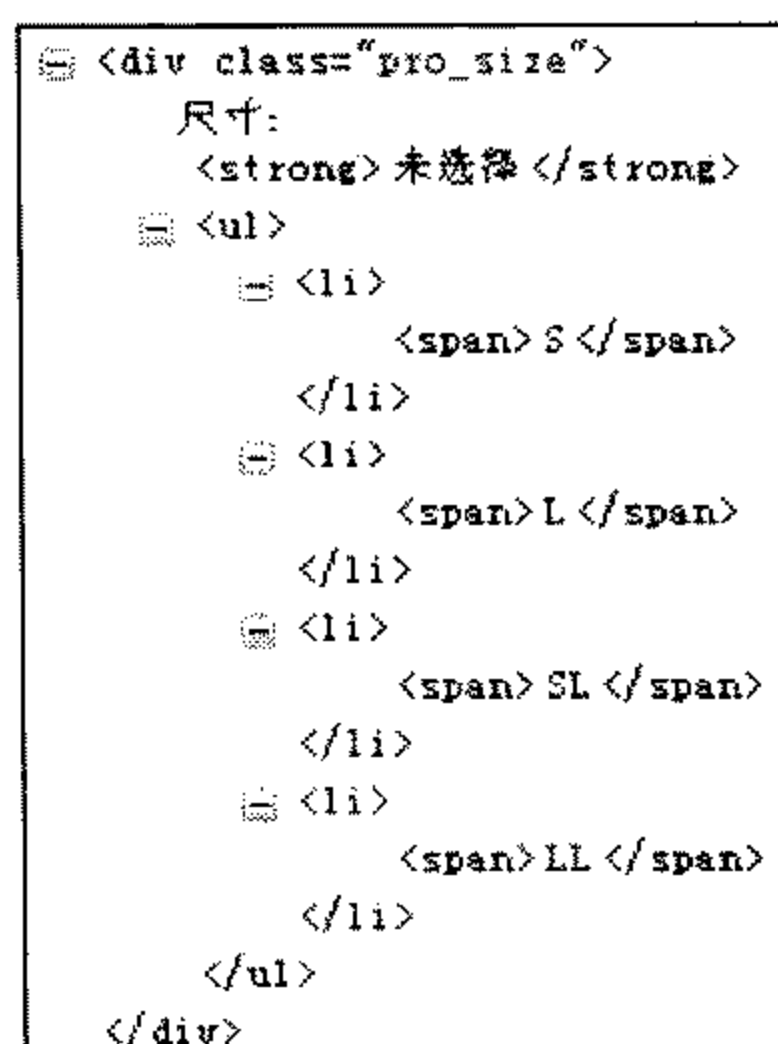 <div class="pro_size">
尺寸:
<strong>未选择</strong>
<ul>
<li>
<span>S</span>
</li>
<li>
<span>L</span>
</li>
<li>
<span>SL</span>
</li>
<li>
<span>LL</span>
</li>
</ul>
</div>